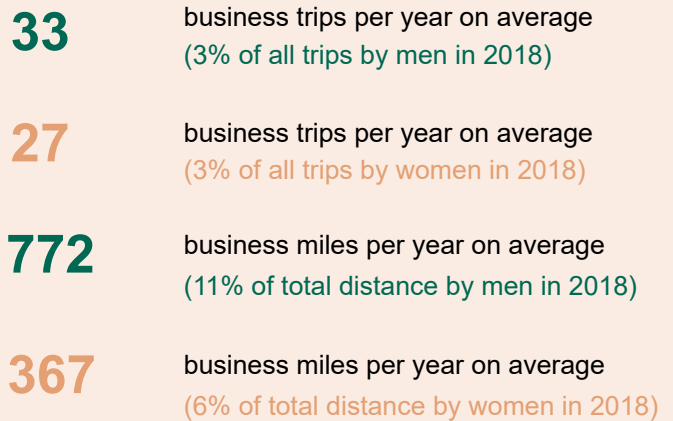 33 business trips per year on average
(3% of all trips by men in 2018)
27 business trips per year on average
(3% of all trips by women in 2018)
772 business miles per year on average
(11% of total distance by men in 2018)
367 business miles per year on average
(6% of total distance by women in 2018)